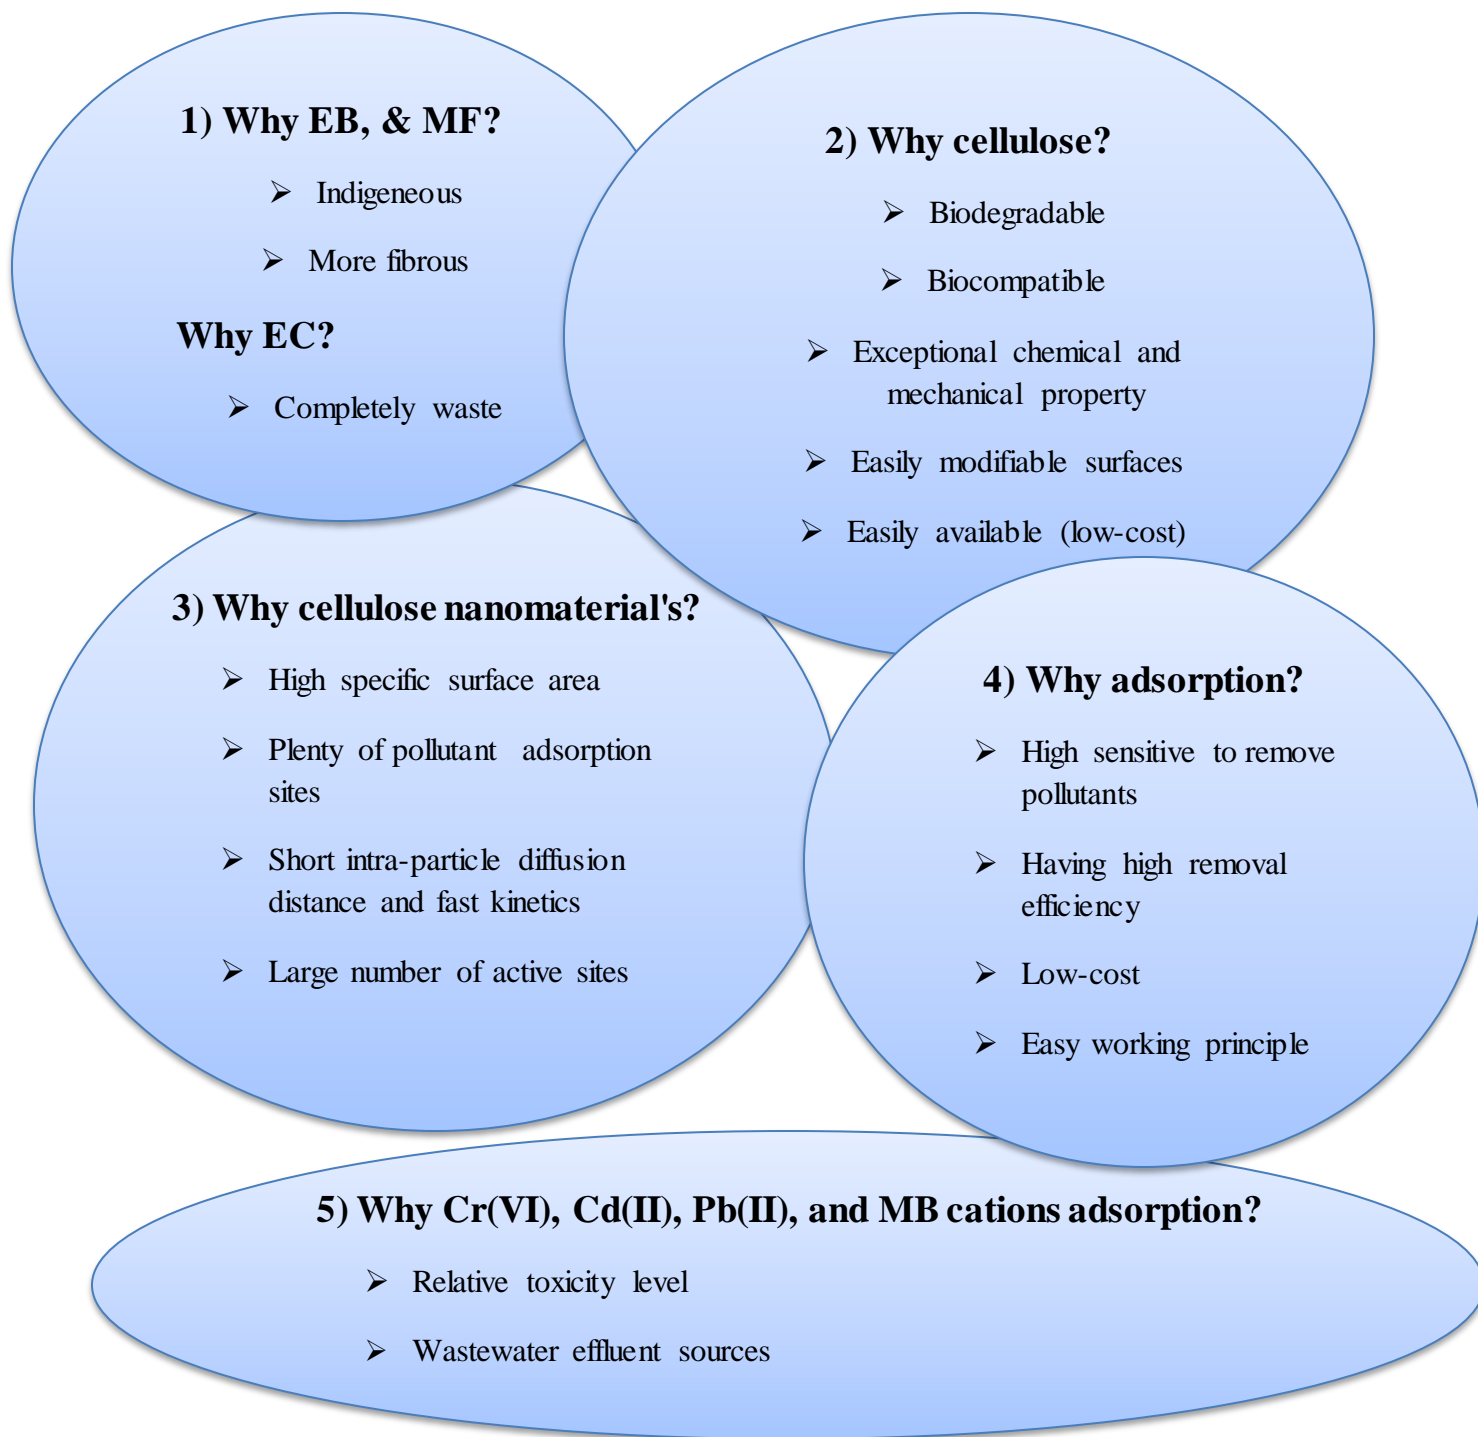 1) Why EB, & MF?
➢ Indigeneous
➢ More fibrous
Why EC?
➢ Completely waste
2) Why cellulose?
➢ Biodegradable
➢ Biocompatible
➢ Exceptional chemical and
mechanical property
➢ Easily modifiable surfaces
➢ Easily available (low-cost)
3) Why cellulose nanomaterial's?
➢ High specific surface area
➢ Plenty of pollutant adsorption
sites
➢ Short intra-particle diffusion
distance and fast kinetics
➢ Large number of active sites
4) Why adsorption?
➢ High sensitive to remove
pollutants
➢ Having high removal
efficiency
➢ Low-cost
➢ Easy working principle
5) Why Cr(VI), Cd(II), Pb(II), and MB cations adsorption?
➢ Relative toxicity level
➢ Wastewater effluent sources